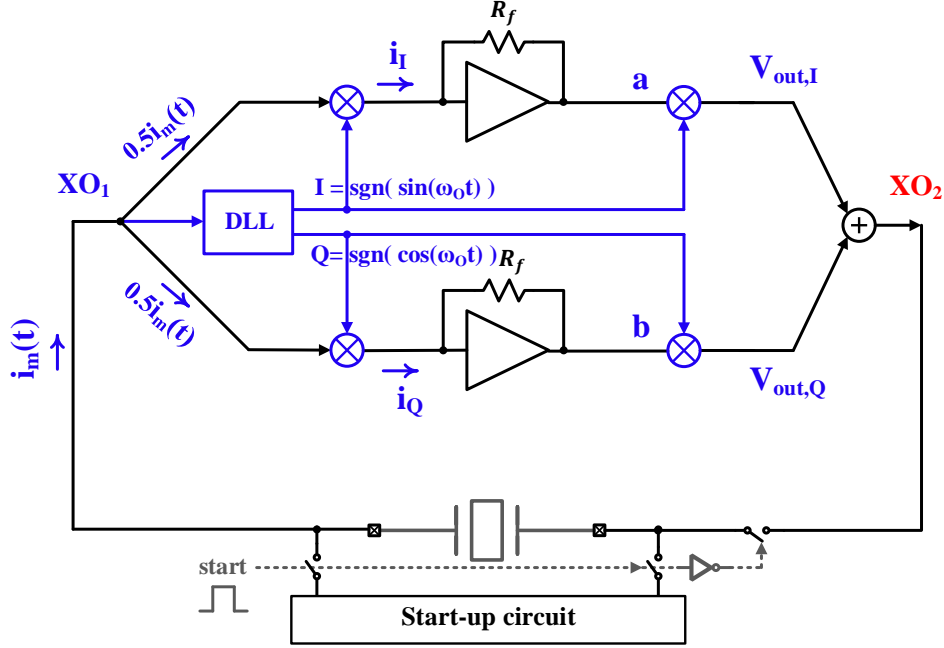 R_f
i_I
a
V_out,I
0.5i_m(t)
XO_1
I = sgn( sin(ω_O t) )
XO_2
DLL
+
Q= sgn( cos(ω_O t) )
R_f
0.5i_m(t)
b
i_m(t)
i_Q
V_out,Q
start
Start-up circuit